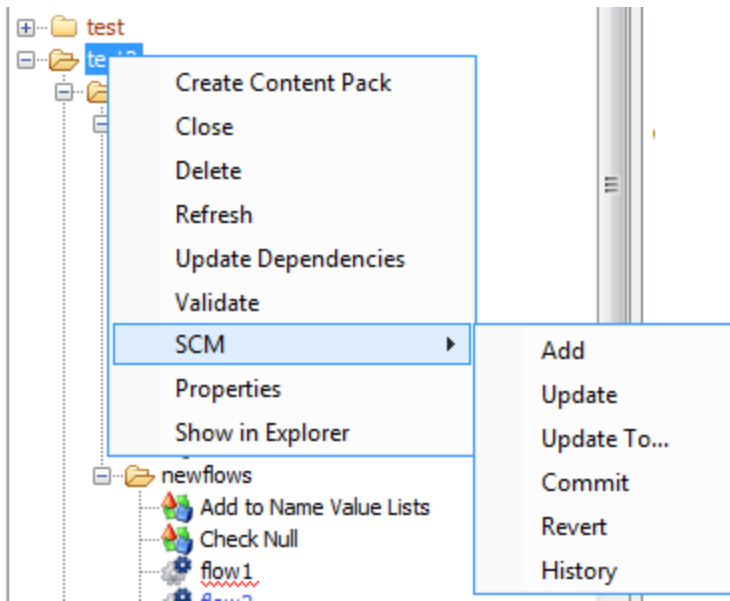 test
Create Content Pack
Close
Delete
Refresh
Update Dependencies
Validate
SCM
Properties
Show in Explorer
Add
Update
Update To...
Commit
Revert
History
newflows
Add to Name Value Lists
Check Null
flow1